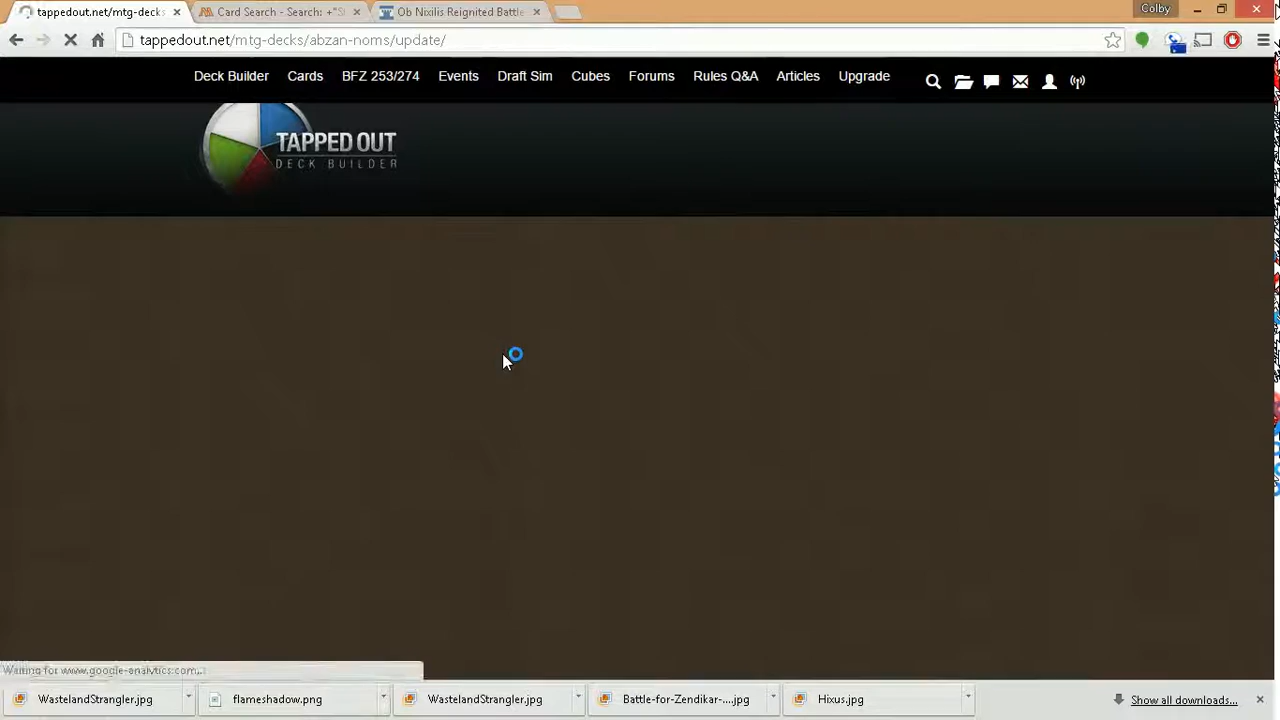 tappedout.net/mtg-decks
Card Search - Search: +"Sl
Ob Nixilis Reignited Battle
Colby
tappedout.net/mtg-decks/abzan-noms/update/
Deck Builder Cards BFZ 253/274 Events Draft Sim Cubes Forums Rules Q&A Articles Upgrade
TAPPED OUT
DECK BUILDER
Waiting for www.google-analytics.com...
WastelandStrangler.jpg flameshadow.png WastelandStrangler.jpg Battle-for-Zendikar-....jpg Hixus.jpg Show all downloads...